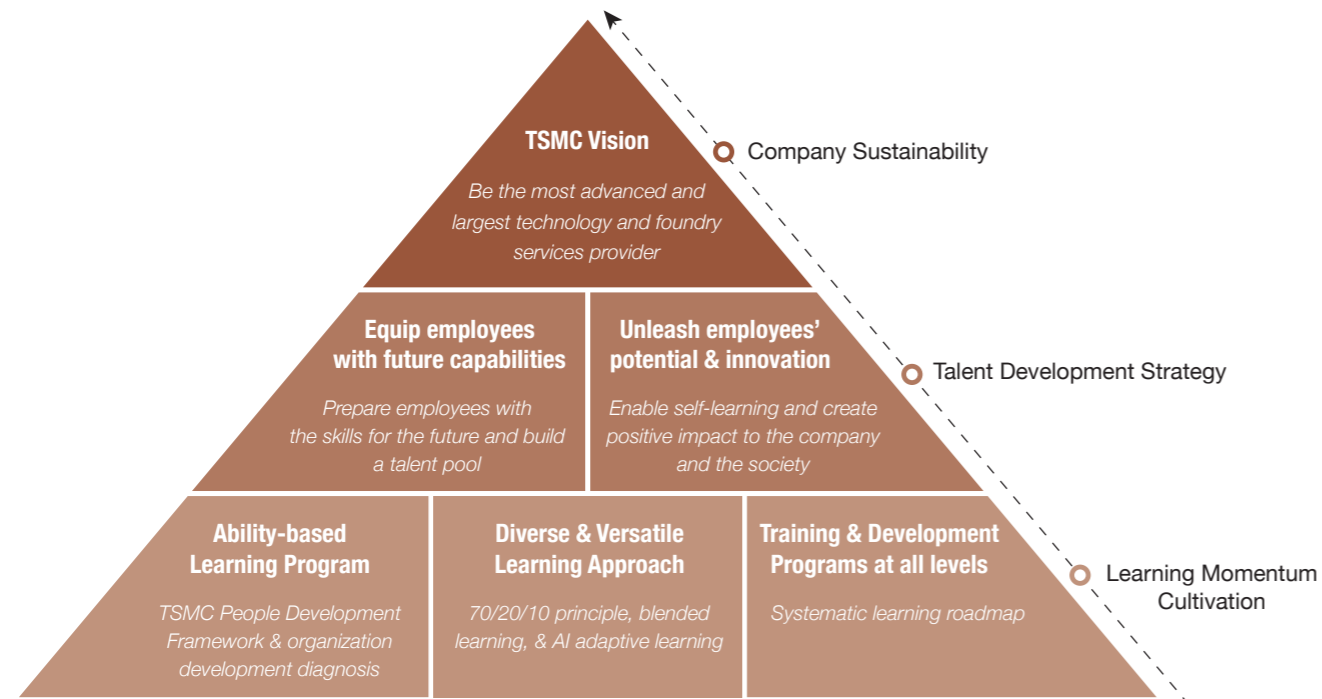 TSMC Vision
Be the most advanced and
largest technology and foundry
services provider
Company Sustainability
Equip employees
with future capabilities
Prepare employees with
the skills for the future and build
a talent pool
Unleash employees’
potential & innovation
Enable self-learning and create
positive impact to the company
and the society
Talent Development Strategy
Ability-based
Learning Program
TSMC People Development
Framework & organization
development diagnosis
Diverse & Versatile
Learning Approach
70/20/10 principle, blended
learning, & AI adaptive learning
Training & Development
Programs at all levels
Systematic learning roadmap
Learning Momentum
Cultivation